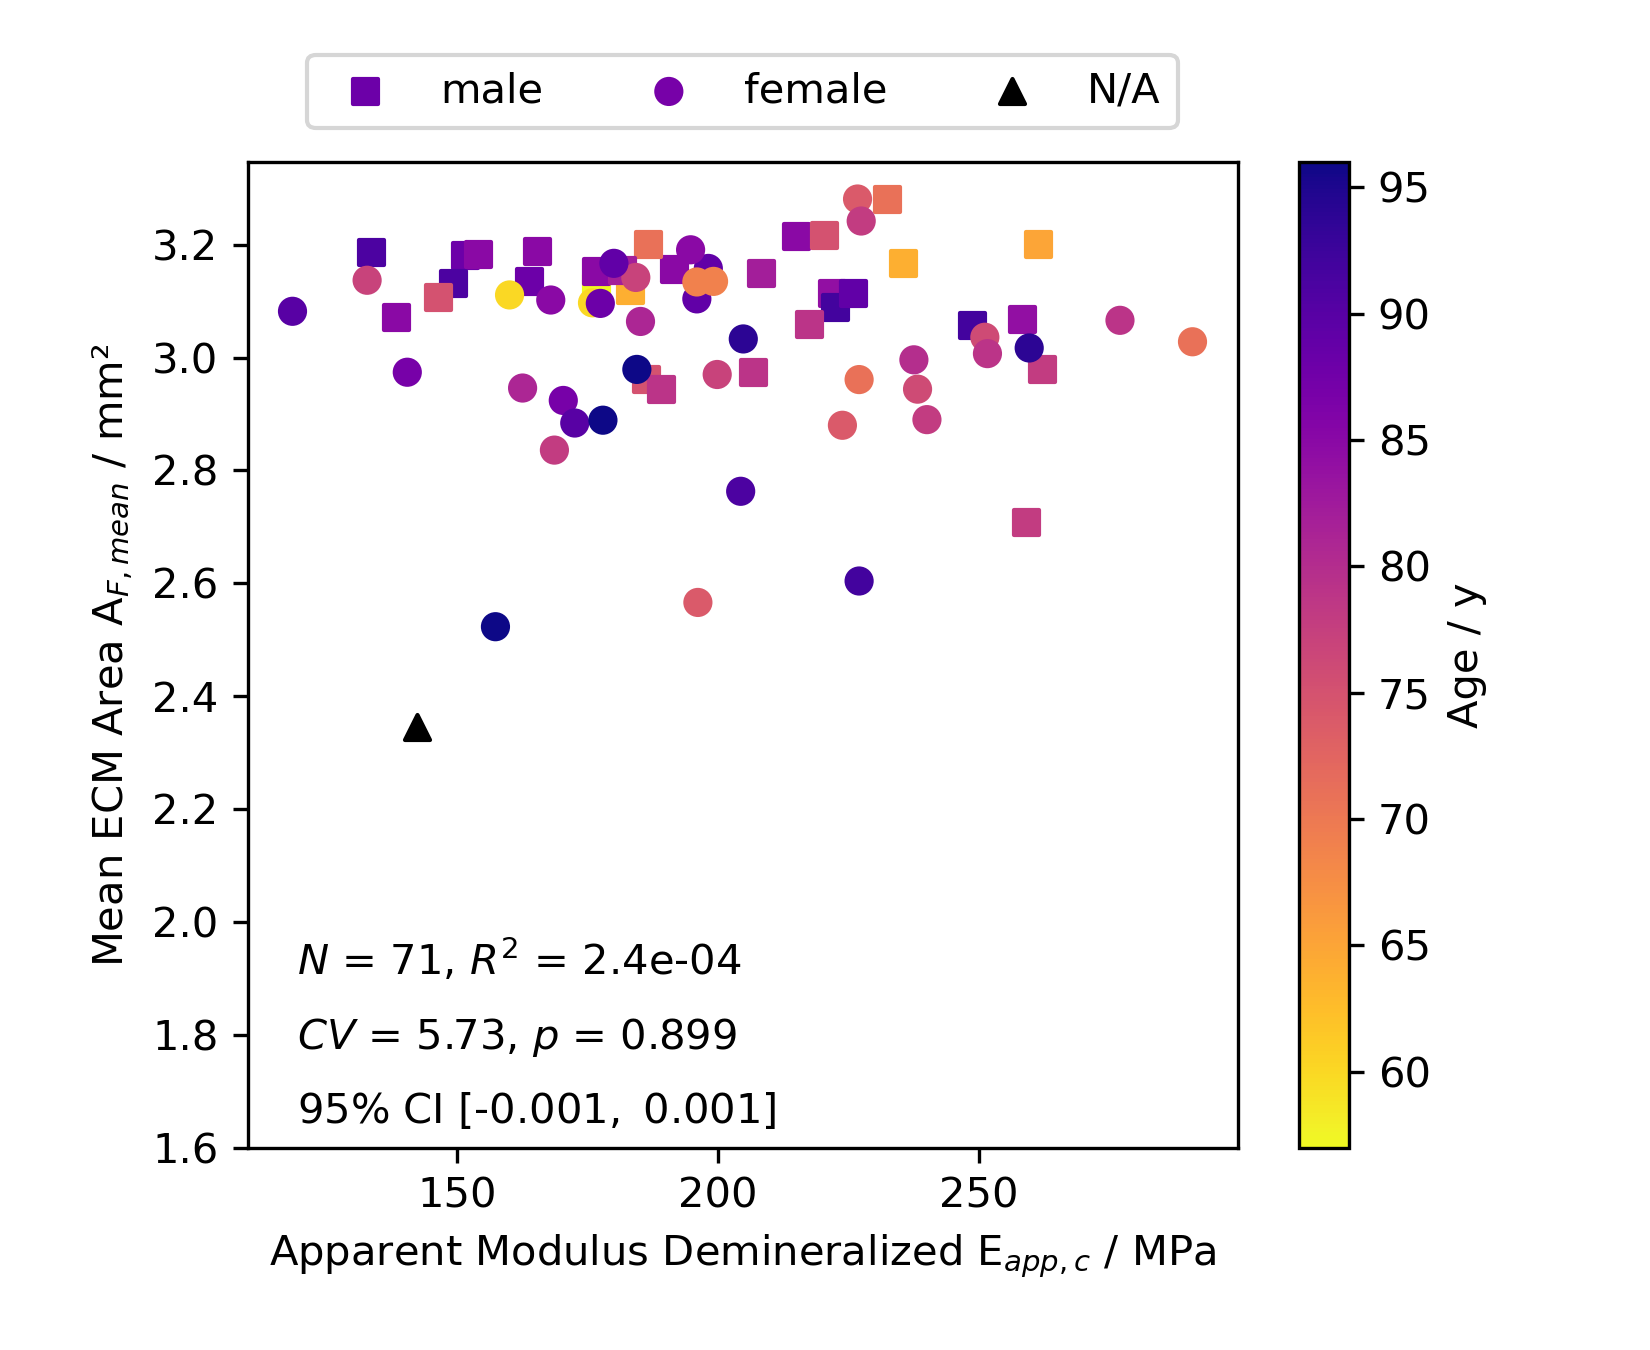 male female N/A
3.2
3.0
2.8
2.6
2.4
2.2
2.0
1.8
1.6
Mean ECM Area A_F,mean / mm²
N = 71, R² = 2.4e-04
CV = 5.73, p = 0.899
95% CI [-0.001, 0.001]
150 200 250
Apparent Modulus Demineralized E_app,c / MPa
95
90
85
80
75
70
65
60
Age / y